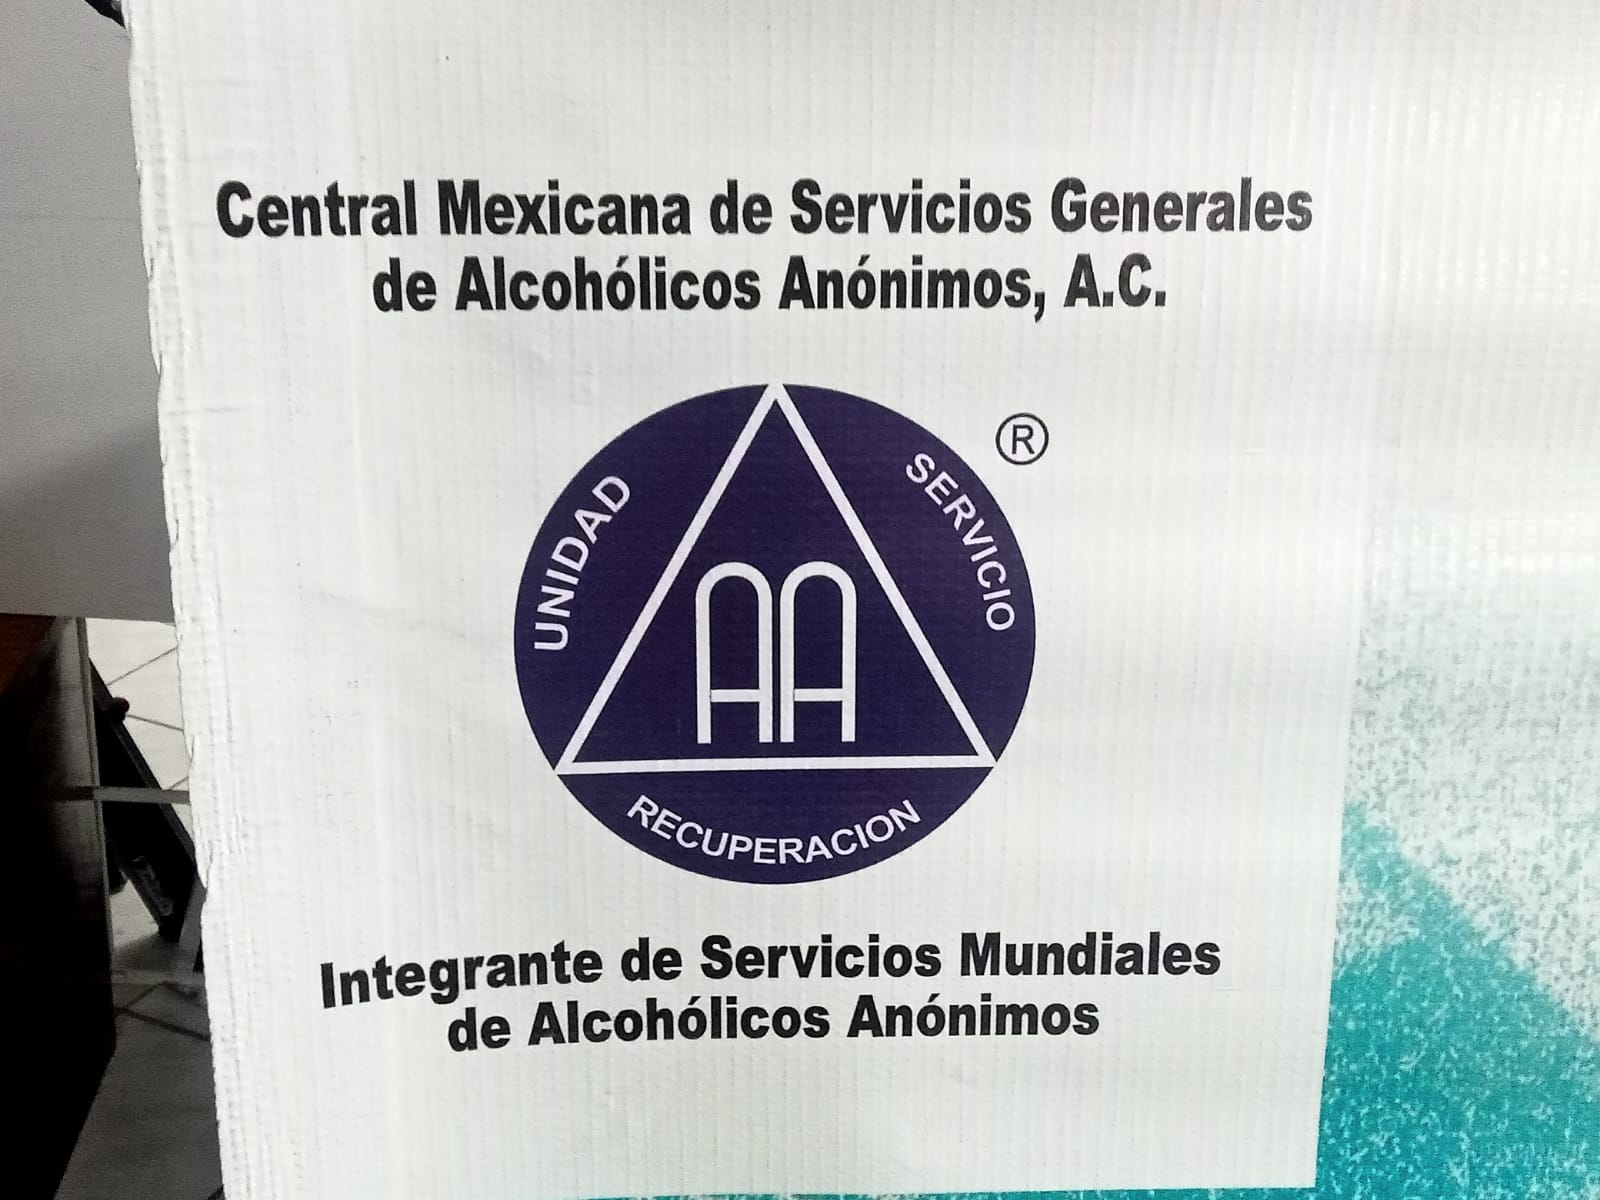 Central Mexicana de Servicios Generales
de Alcohólicos Anónimos, A.C.
®
UNIDAD
SERVICIO
AA
RECUPERACION
Integrante de Servicios Mundiales
de Alcohólicos Anónimos